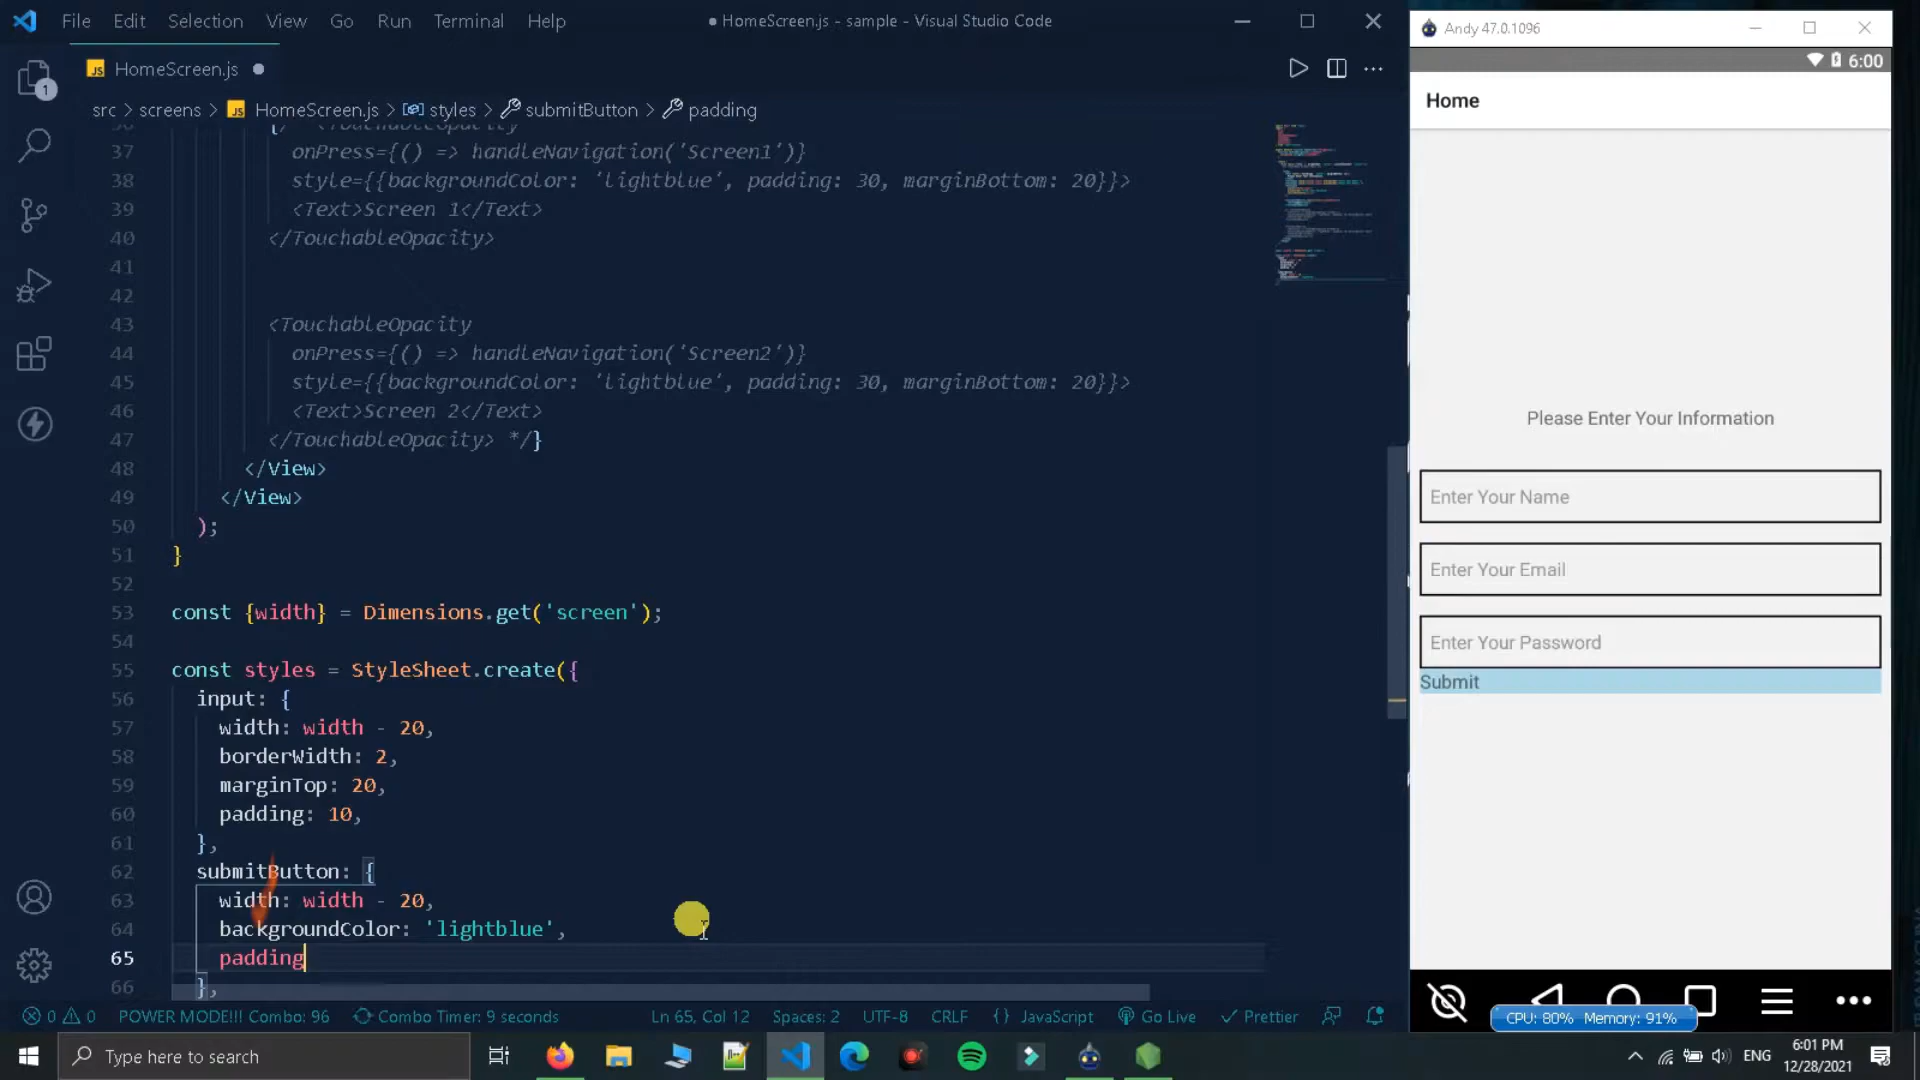 File Edit Selection View Go Run Terminal Help
● HomeScreen.js - sample - Visual Studio Code
JS HomeScreen.js ●
src > screens > JS HomeScreen.js > styles > submitButton > padding
36 {/* <TouchableOpacity
37 onPress={() => handleNavigation('Screen1')}
38 style={{backgroundColor: 'lightblue', padding: 30, marginBottom: 20}}>
39 <Text>Screen 1</Text>
40 </TouchableOpacity>
41
42
43 <TouchableOpacity
44 onPress={() => handleNavigation('Screen2')}
45 style={{backgroundColor: 'lightblue', padding: 30, marginBottom: 20}}>
46 <Text>Screen 2</Text>
47 </TouchableOpacity> */}
48 </View>
49 </View>
50 );
51 }
52
53 const {width} = Dimensions.get('screen');
54
55 const styles = StyleSheet.create({
56 input: {
57 width: width - 20,
58 borderWidth: 2,
59 marginTop: 20,
60 padding: 10,
61 },
62 submitButton: {
63 width: width - 20,
64 backgroundColor: 'lightblue',
65 padding
66 },
1
0 0 POWER MODE!!! Combo: 96 Combo Timer: 9 seconds Ln 65, Col 12 Spaces: 2 UTF-8 CRLF {} JavaScript Go Live Prettier
Andy 47.0.1096
6:00
Home
Please Enter Your Information
Enter Your Name
Enter Your Email
Enter Your Password
Submit
CPU: 80% Memory: 91%
Type here to search
ENG
6:01 PM
12/28/2021